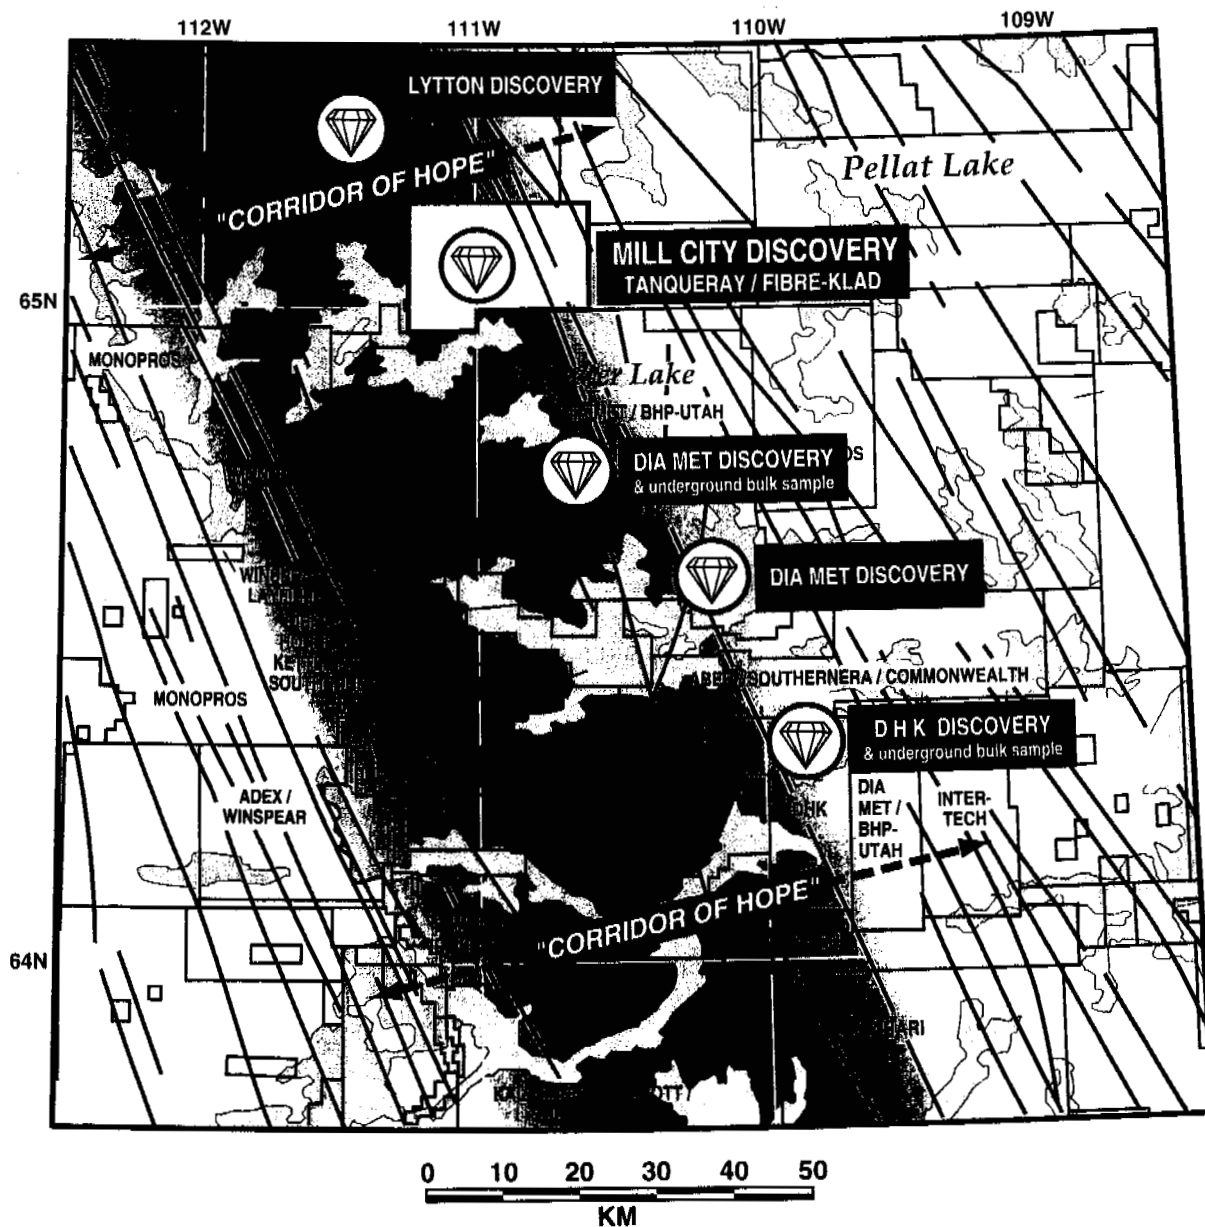 112W
111W
110W
109W
LYTTON DISCOVERY
"CORRIDOR OF HOPE"
Pellat Lake
MILL CITY DISCOVERY
TANQUERAY / FIBRE-KLAD
65N
MONOPROS
Lake
/ BHP-UTAH
DIA MET DISCOVERY
& underground bulk sample
DIA MET DISCOVERY
MONOPROS
SOUTHERNERA / COMMONWEALTH
D H K DISCOVERY
& underground bulk sample
ADEX /
WINSPEAR
DHK
DIA
MET /
BHP-
UTAH
INTER-
TECH
"CORRIDOR OF HOPE"
64N
0 10 20 30 40 50
KM